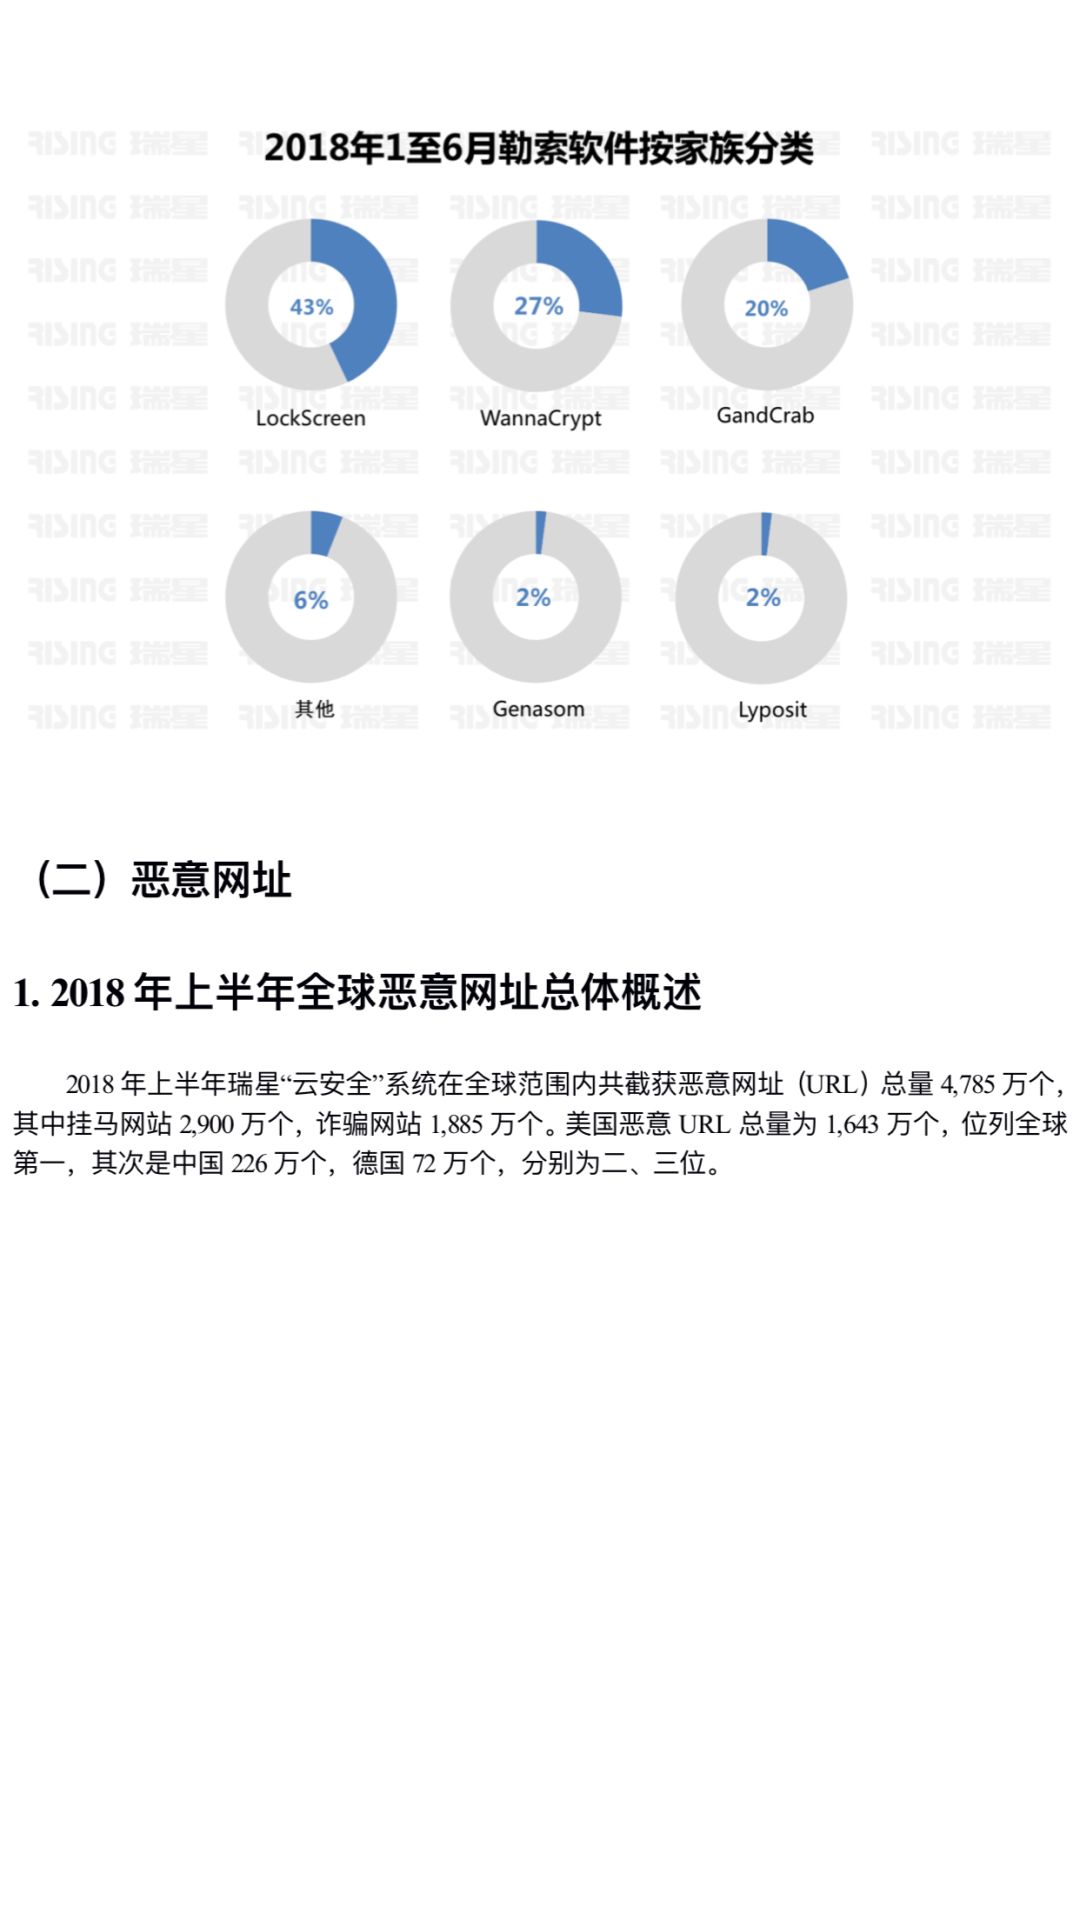 2018年1至6月勒索软件按家族分类
43% 27% 20%
LockScreen WannaCrypt GandCrab
6% 2% 2%
其他 Genasom Lyposit
RISING 瑞星
（二）恶意网址
1. 2018 年上半年全球恶意网址总体概述
2018 年上半年瑞星“云安全”系统在全球范围内共截获恶意网址（URL）总量 4,785 万个，
其中挂马网站 2,900 万个，诈骗网站 1,885 万个。美国恶意 URL 总量为 1,643 万个，位列全球
第一，其次是中国 226 万个，德国 72 万个，分别为二、三位。